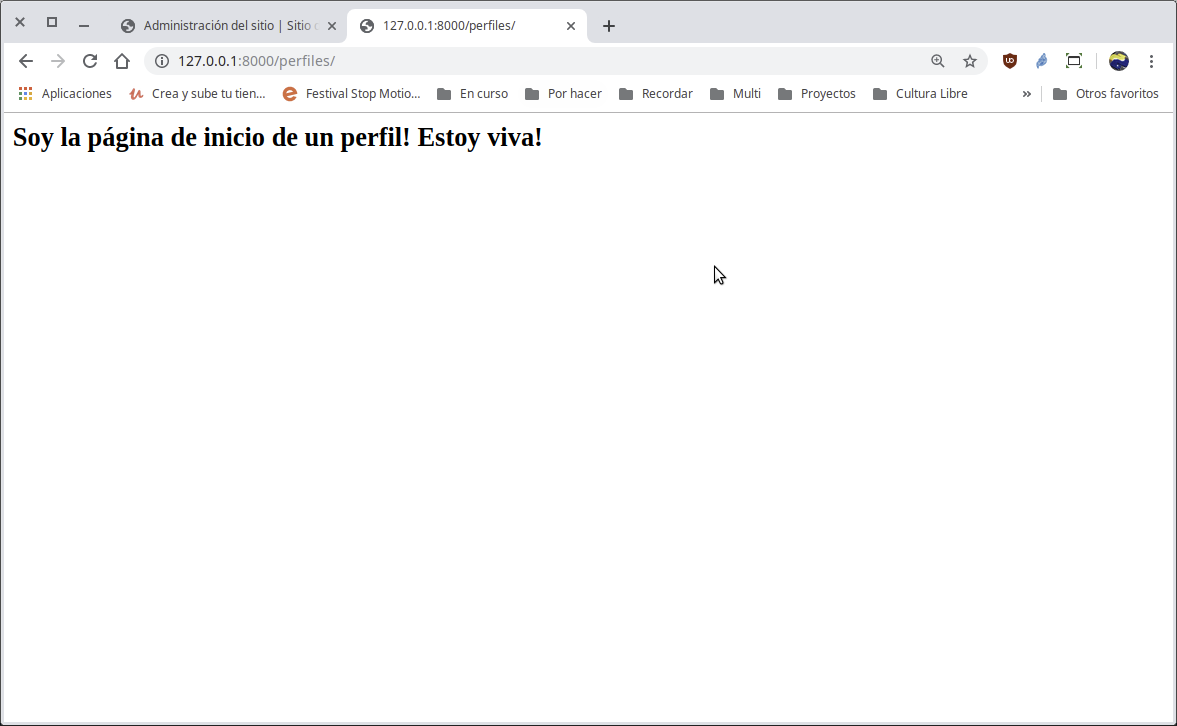 Administración del sitio | Sitio
127.0.0.1:8000/perfiles/
127.0.0.1:8000/perfiles/
Aplicaciones Crea y sube tu tien... Festival Stop Motio... En curso Por hacer Recordar Multi Proyectos Cultura Libre » Otros favoritos
Soy la página de inicio de un perfil! Estoy viva!